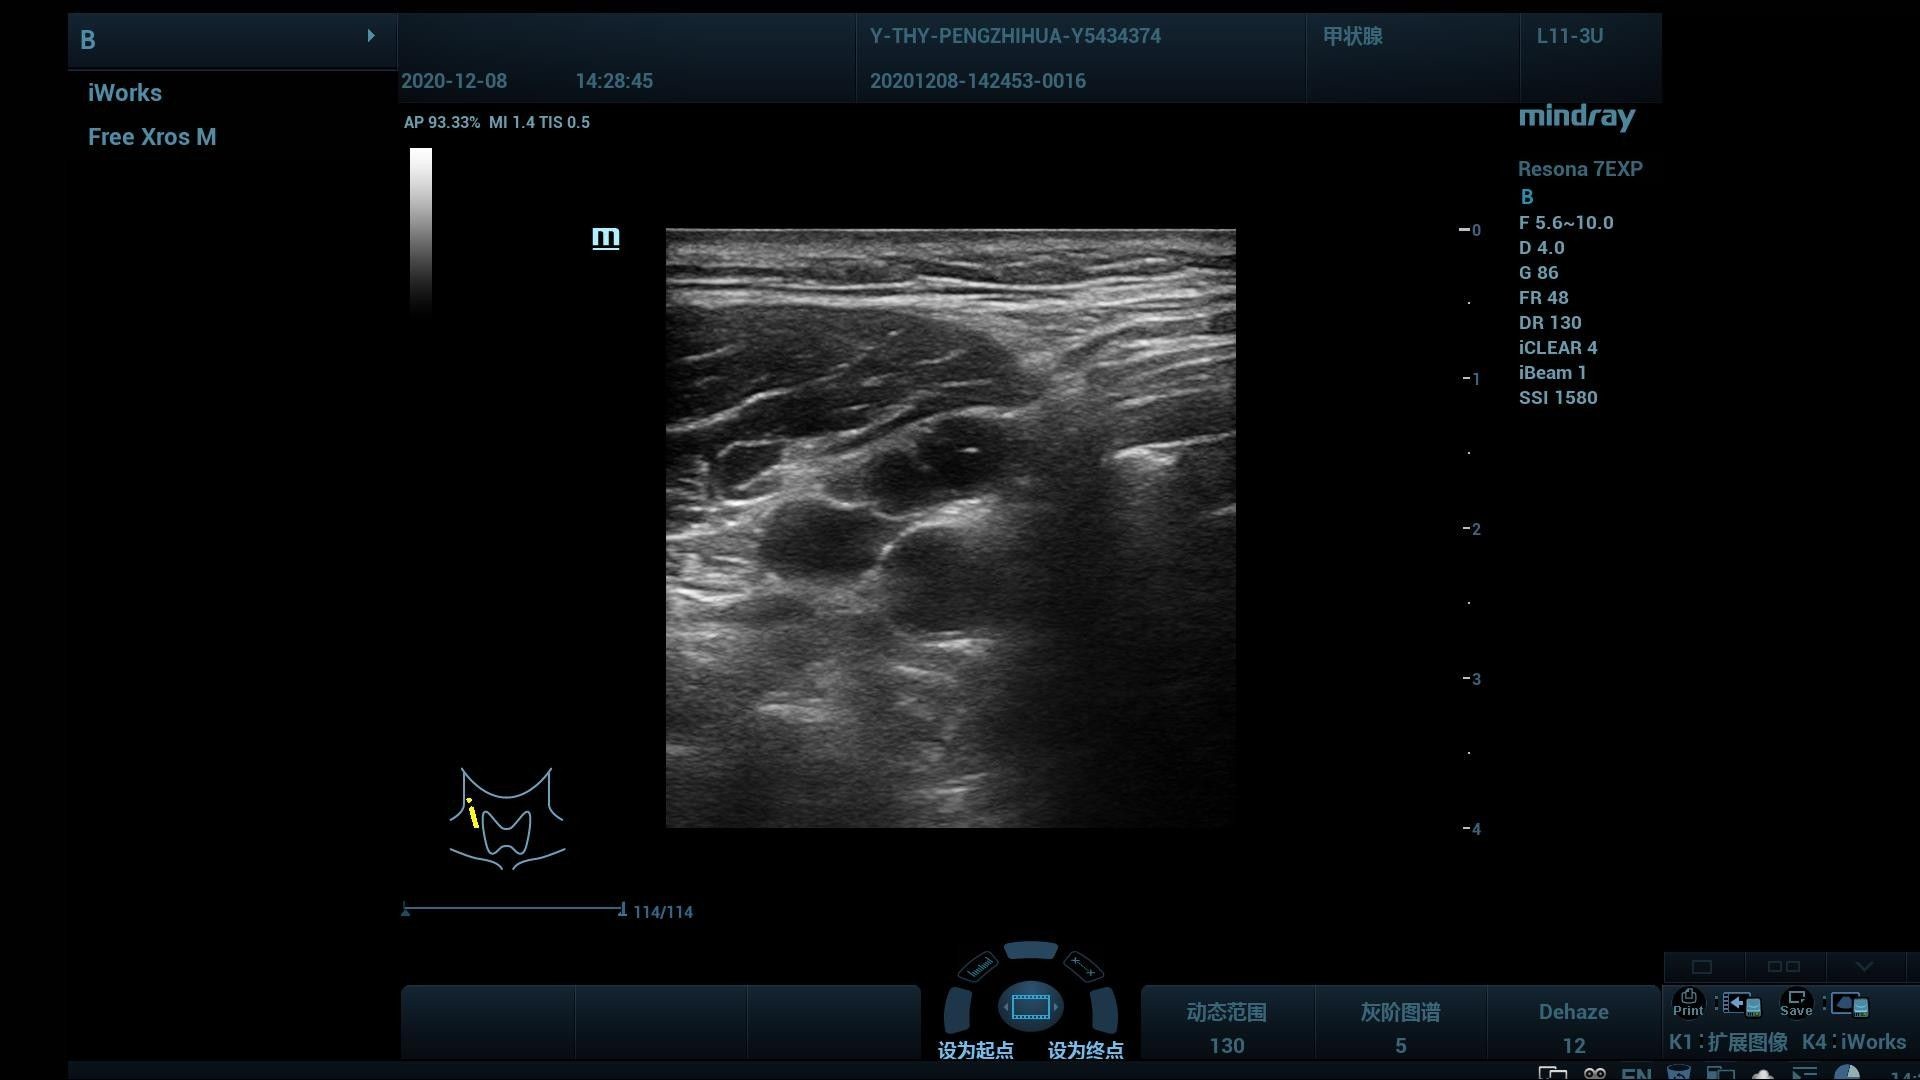 B
Y-THY-PENGZHIHUA-Y5434374
甲状腺
L11-3U
2020-12-08 14:28:45
20201208-142453-0016
iWorks
Free Xros M
AP 93.33% MI 1.4 TIS 0.5
mindray
Resona 7EXP
B
F 5.6~10.0
D 4.0
G 86
FR 48
DR 130
iCLEAR 4
iBeam 1
SSI 1580
m
0
1
2
3
4
114/114
设为起点
设为终点
动态范围
130
灰阶图谱
5
Dehaze
12
Print
Save
K1:扩展图像 K4:iWorks
EN